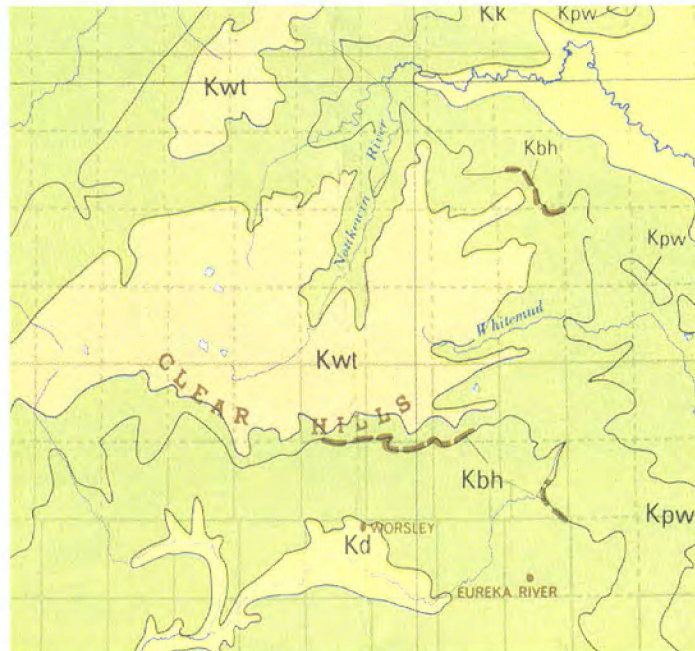 Kk
Kpw
Kwt
River
Kbh
Notikewin
Kpw
Whitemud
Kwt
CLEAR HILLS
Kbh
Kpw
WORSLEY
Kd
EUREKA RIVER